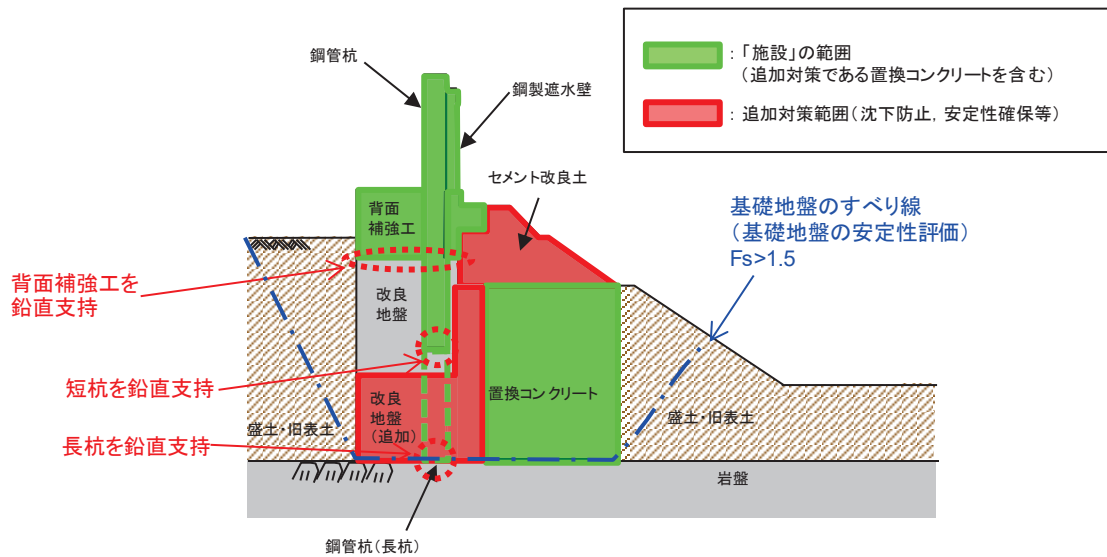 ：「施設」の範囲
（追加対策である置換コンクリートを含む）
：追加対策範囲（沈下防止，安定性確保等）
鋼管杭
鋼製遮水壁
セメント改良土
背面
補強工
基礎地盤のすべり線
（基礎地盤の安定性評価）
Fs>1.5
背面補強工を
鉛直支持
改良
地盤
短杭を鉛直支持
改良
地盤
（追加）
置換コンクリート
盛土・旧表土
盛土・旧表土
長杭を鉛直支持
岩盤
鋼管杭（長杭）